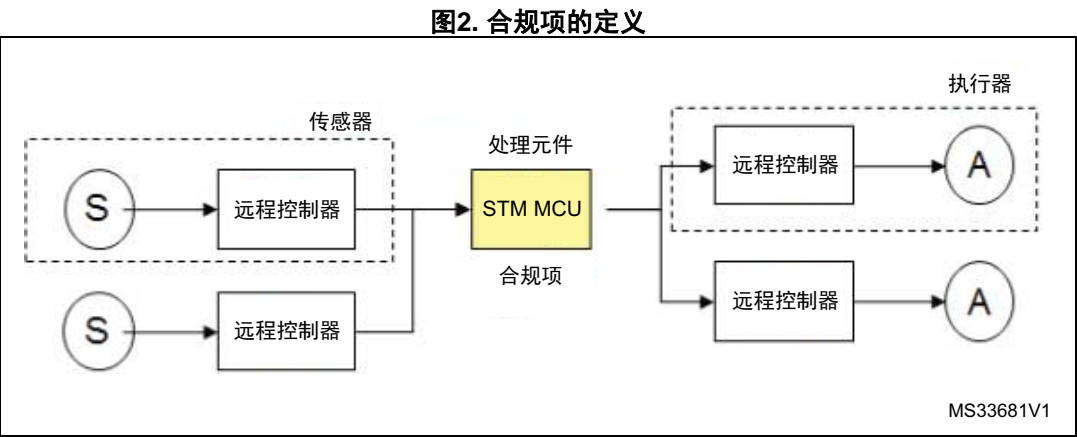 图2. 合规项的定义
执行器
传感器
处理元件
远程控制器
A
S
远程控制器
STM MCU
合规项
S
远程控制器
远程控制器
A
MS33681V1